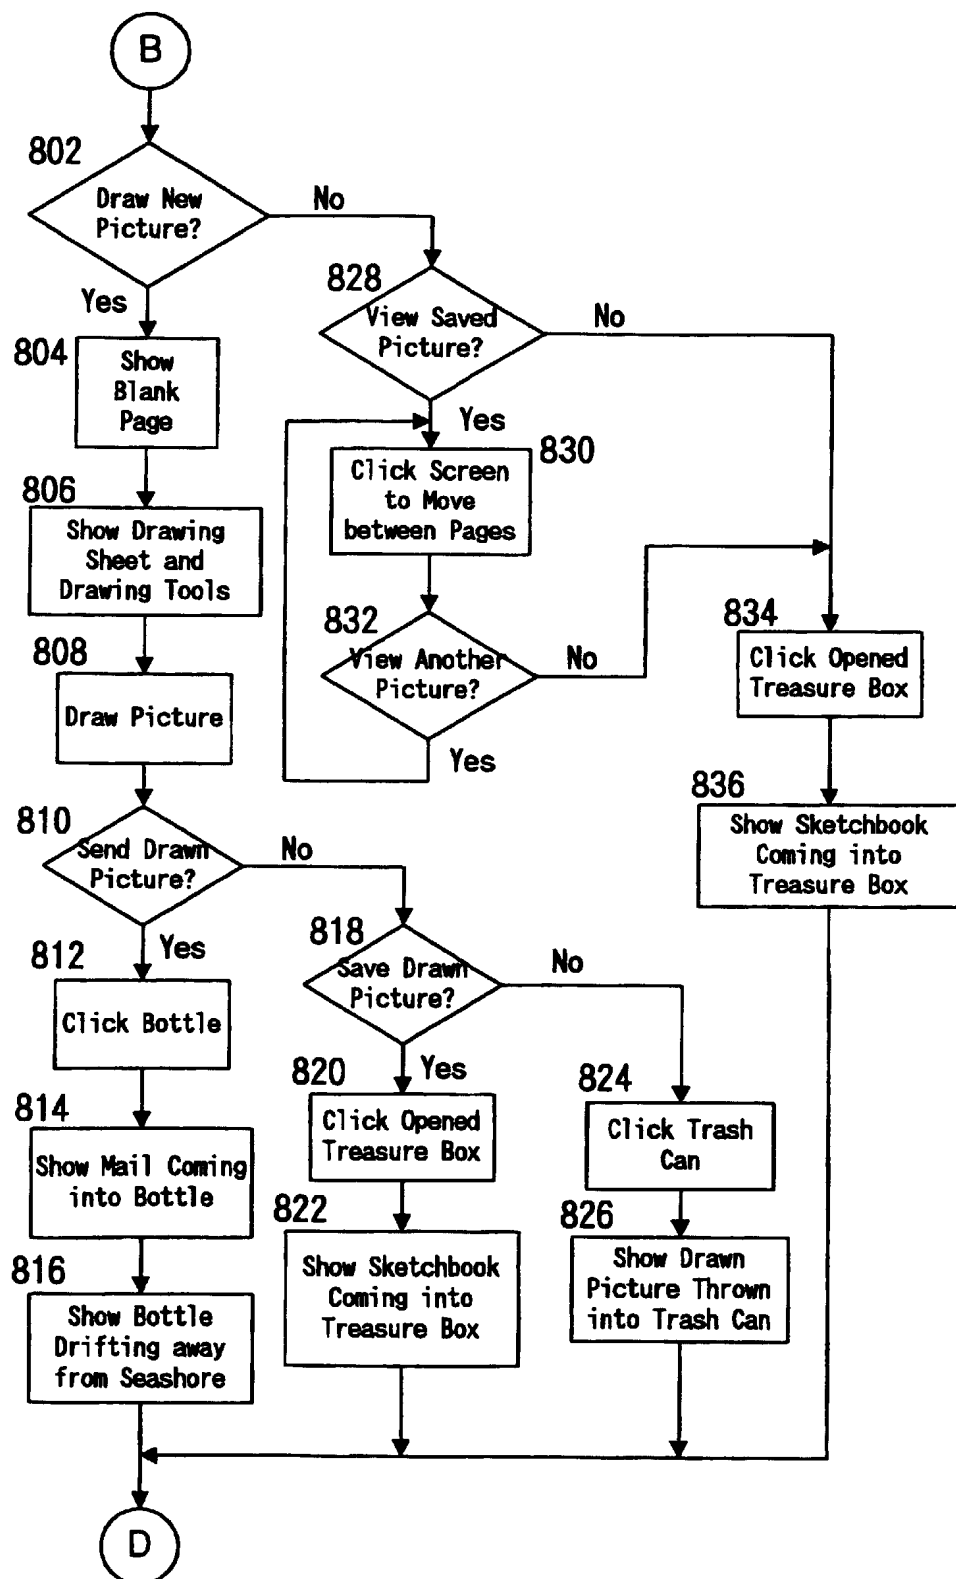 B
802
Draw New
Picture?
No
Yes
828
View Saved
Picture?
No
Yes
804
Show
Blank
Page
830
Click Screen
to Move
between Pages
806
Show Drawing
Sheet and
Drawing Tools
832
View Another
Picture?
No
Yes
834
Click Opened
Treasure Box
808
Draw Picture
836
Show Sketchbook
Coming into
Treasure Box
810
Send Drawn
Picture?
No
Yes
818
Save Drawn
Picture?
No
Yes
812
Click Bottle
820
Click Opened
Treasure Box
824
Click Trash
Can
814
Show Mail Coming
into Bottle
822
Show Sketchbook
Coming into
Treasure Box
826
Show Drawn
Picture Thrown
into Trash Can
816
Show Bottle
Drifting away
from Seashore
D